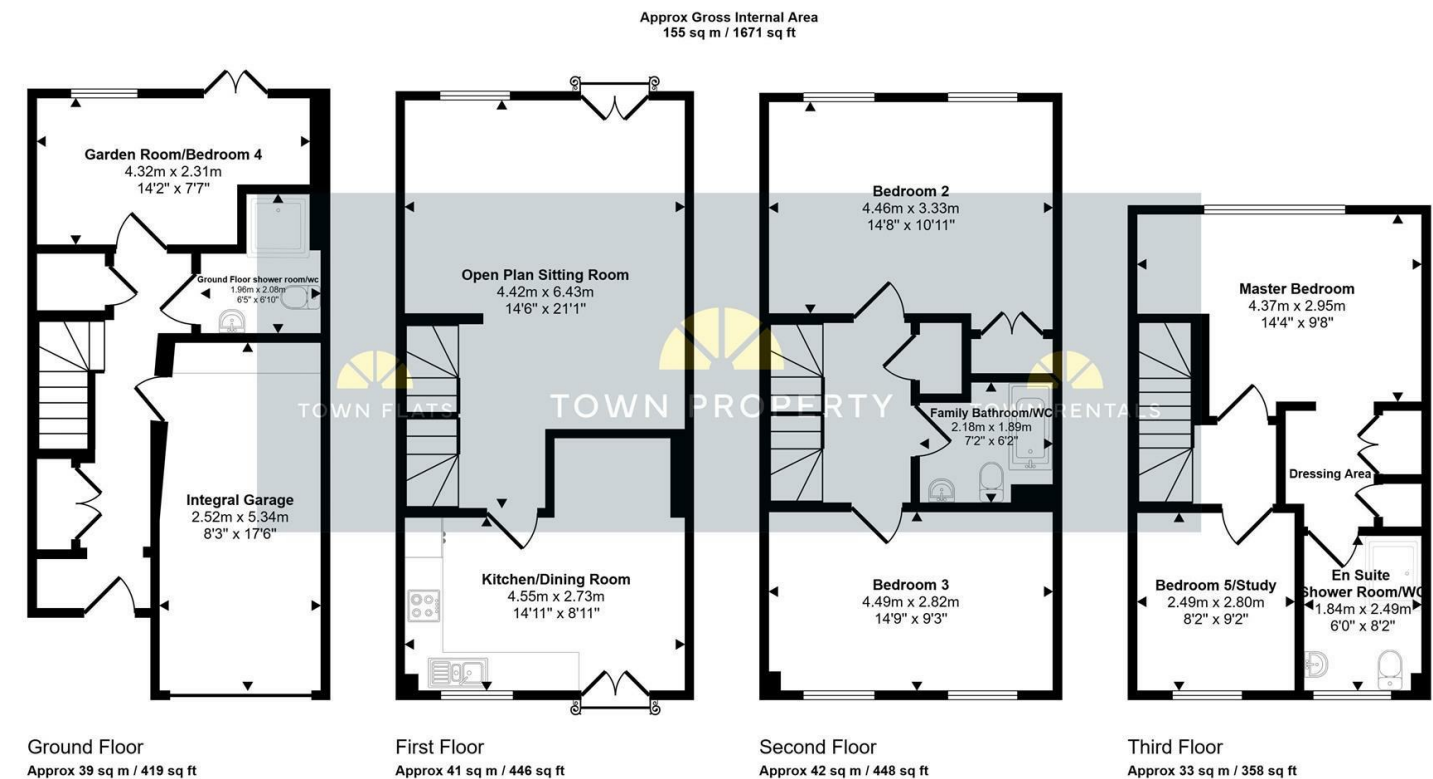 Approx Gross Internal Area
155 sq m / 1671 sq ft
Garden Room/Bedroom 4
4.32m x 2.31m
14'2" x 7'7"
Ground Floor shower room/wc
1.96m x 2.08m
6'5" x 6'10"
Integral Garage
2.52m x 5.34m
8'3" x 17'6"
Ground Floor
Approx 39 sq m / 419 sq ft
Open Plan Sitting Room
4.42m x 6.43m
14'6" x 21'1"
Kitchen/Dining Room
4.55m x 2.73m
14'11" x 8'11"
First Floor
Approx 41 sq m / 446 sq ft
Bedroom 2
4.46m x 3.33m
14'8" x 10'11"
Family Bathroom/WC
2.18m x 1.89m
7'2" x 6'2"
Bedroom 3
4.49m x 2.82m
14'9" x 9'3"
Second Floor
Approx 42 sq m / 448 sq ft
Master Bedroom
4.37m x 2.95m
14'4" x 9'8"
Dressing Area
Bedroom 5/Study
2.49m x 2.80m
8'2" x 9'2"
En Suite
Shower Room/WC
1.84m x 2.49m
6'0" x 8'2"
Third Floor
Approx 33 sq m / 358 sq ft
TOWN FLATS
TOWN PROPERTY
TOWN RENTALS